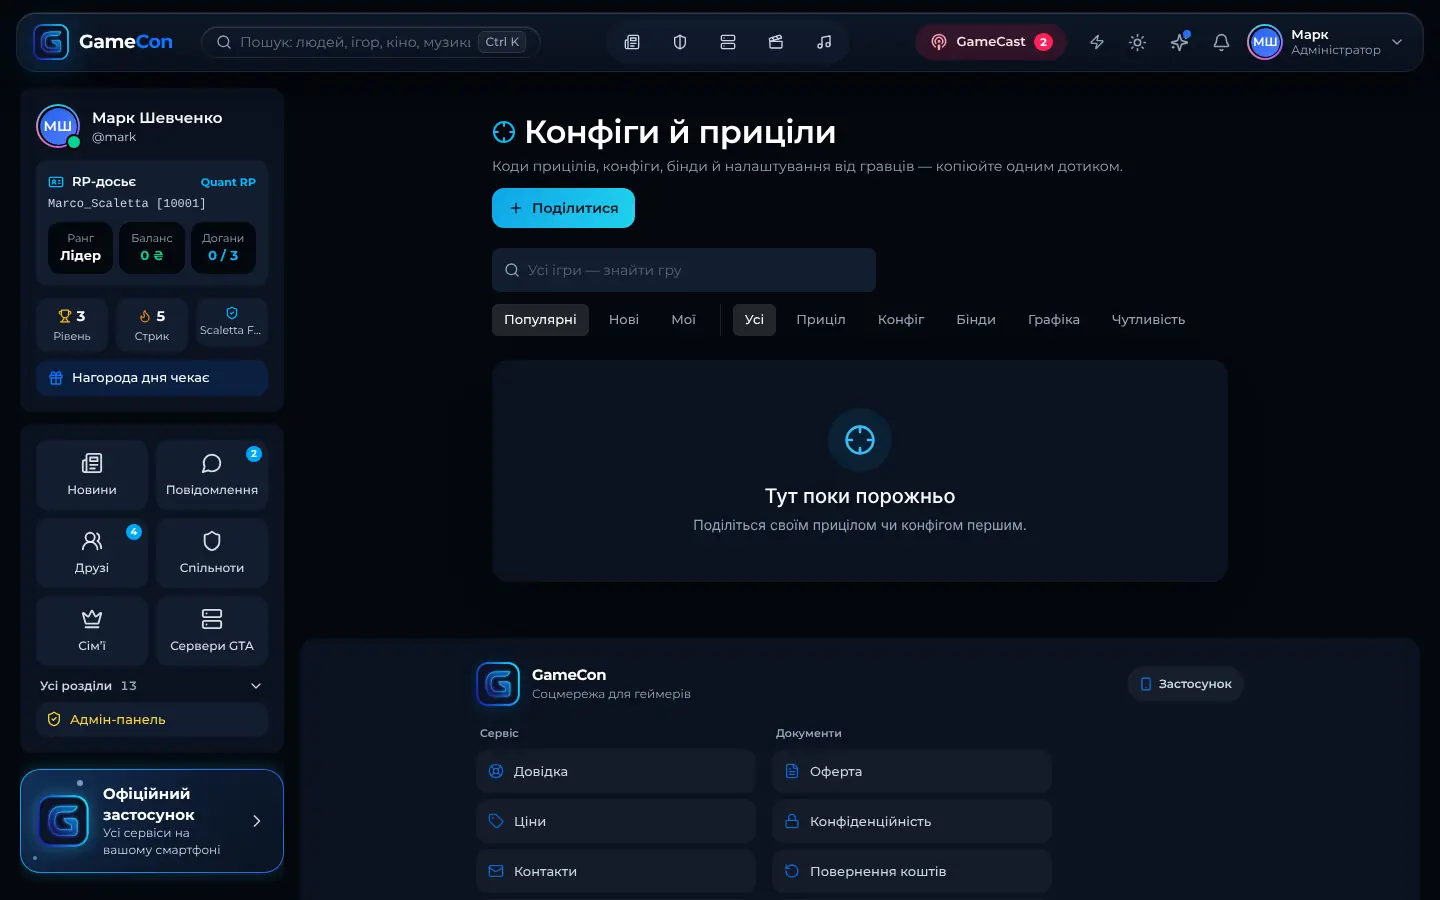 GameCon
Пошук: людей, ігор, кіно, музики
Ctrl K
GameCast 2
МШ
Марк
Адміністратор
МШ
Марк Шевченко
@mark
RP-досьє
Quant RP
Marco_Scaletta [10001]
Ранг
Лідер
Баланс
0 ₴
Догани
0 / 3
3
Рівень
5
Стрик
Scaletta F...
Нагорода дня чекає
Новини
Повідомлення
2
Друзі
4
Спільноти
Сім'ї
Сервери GTA
Усі розділи 13
Адмін-панель
Офіційний
застосунок
Усі сервіси на
вашому смартфоні
Конфіги й приціли
Коди прицілів, конфіги, бінди й налаштування від гравців — копіюйте одним дотиком.
Поділитися
Усі ігри — знайти гру
Популярні
Нові
Мої
Усі
Приціл
Конфіг
Бінди
Графіка
Чутливість
Тут поки порожньо
Поділіться своїм прицілом чи конфігом першим.
GameCon
Соцмережа для геймерів
Застосунок
Сервіс
Довідка
Ціни
Контакти
Документи
Оферта
Конфіденційність
Повернення коштів